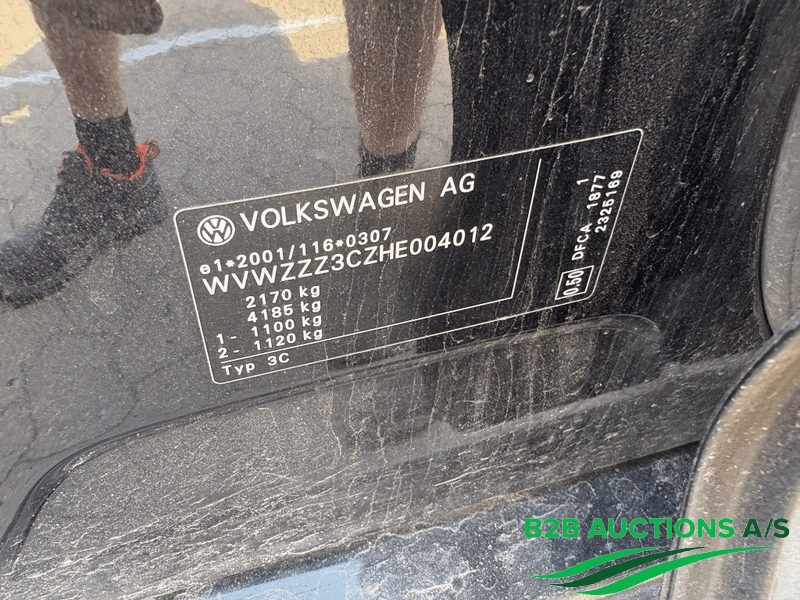 VOLKSWAGEN AG
e1*2001/116*0307
WVWZZZ3CZHE004012
2170 kg
4185 kg
1 - 1100 kg
2 - 1120 kg
Typ 3C
0.50
DFCA 1877
1
2325169
B2B AUCTIONS A/S